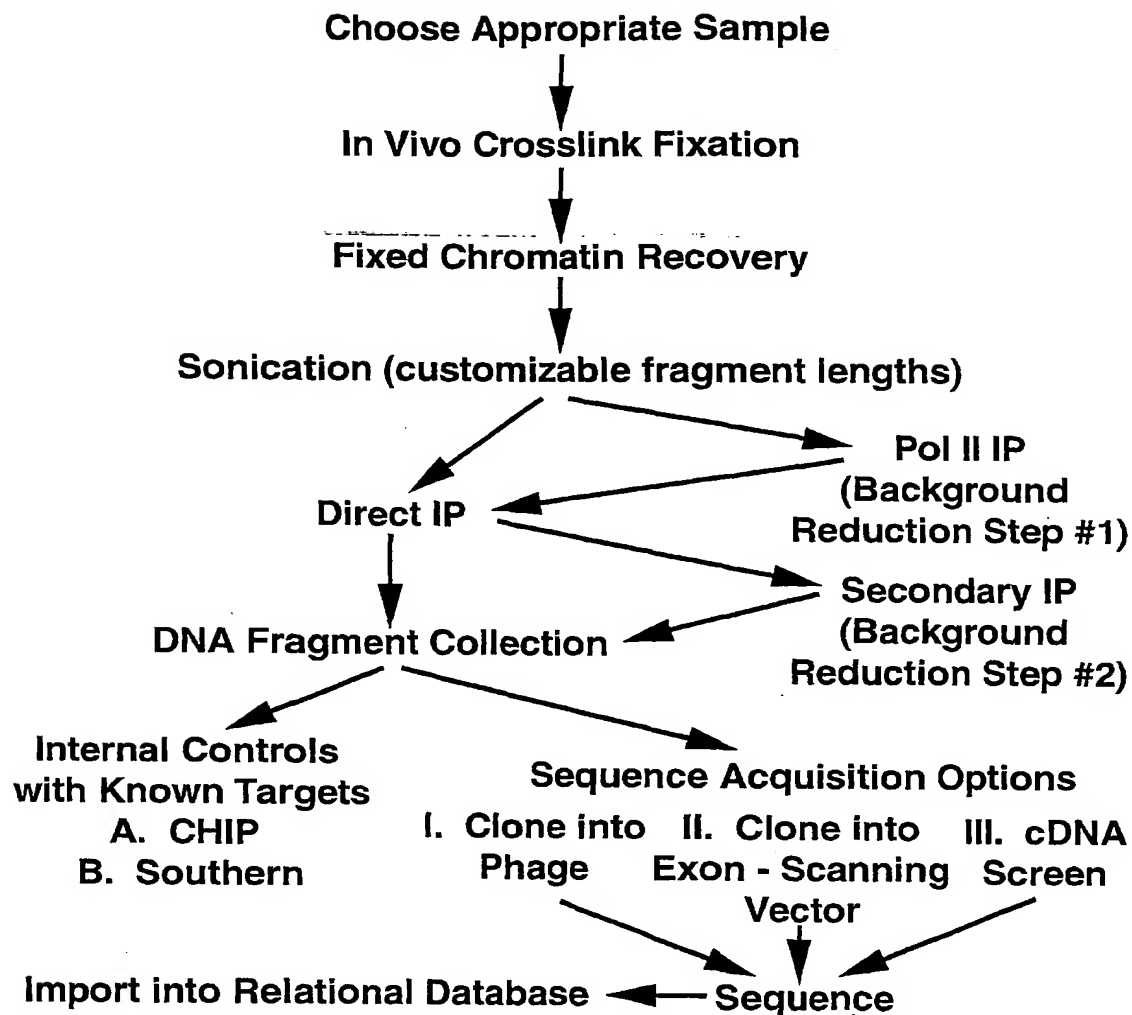 Choose Appropriate Sample
In Vivo Crosslink Fixation
Fixed Chromatin Recovery
Sonication (customizable fragment lengths)
Pol II IP
(Background
Reduction Step #1)
Direct IP
Secondary IP
(Background
Reduction Step #2)
DNA Fragment Collection
Internal Controls
with Known Targets
A. CHIP
B. Southern
Sequence Acquisition Options
I. Clone into
Phage
II. Clone into
Exon - Scanning
Vector
III. cDNA
Screen
Sequence
Import into Relational Database